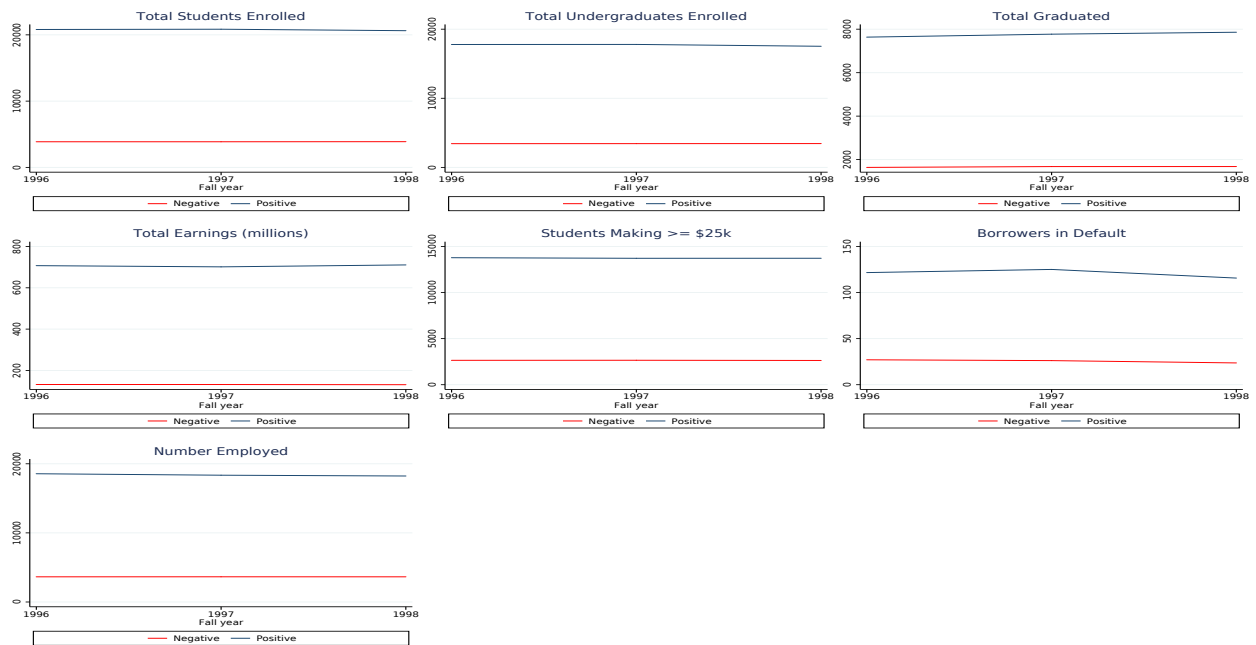 Total Students Enrolled
20000
10000
0
1996 1997 1998
Fall year
Negative Positive
Total Undergraduates Enrolled
20000
10000
0
1996 1997 1998
Fall year
Negative Positive
Total Graduated
8000
6000
4000
2000
1996 1997 1998
Fall year
Negative Positive
Total Earnings (millions)
800
600
400
200
1996 1997 1998
Fall year
Negative Positive
Students Making >= $25k
15000
10000
5000
0
1996 1997 1998
Fall year
Negative Positive
Borrowers in Default
150
100
50
0
1996 1997 1998
Fall year
Negative Positive
Number Employed
20000
10000
0
1996 1997 1998
Fall year
Negative Positive